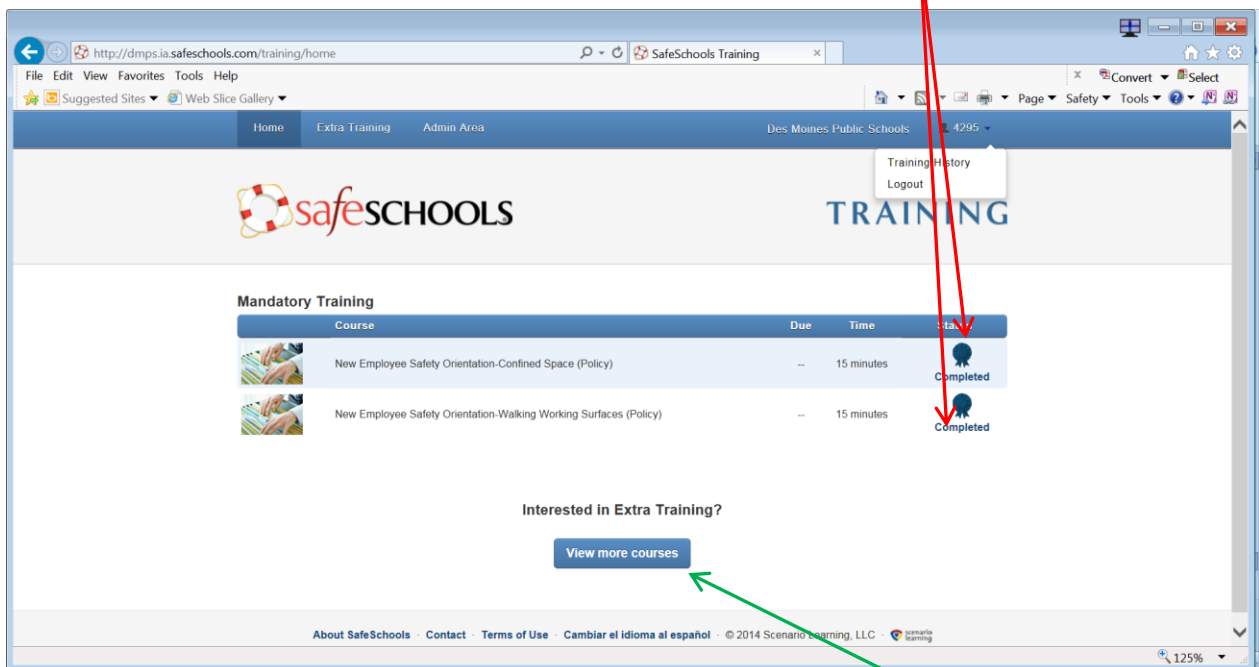 http://dmps.ia.safeschools.com/training/home
SafeSchools Training
File Edit View Favorites Tools Help
Convert Select
Suggested Sites Web Slice Gallery
Page Safety Tools
Home Extra Training Admin Area Des Moines Public Schools 4295
Training History
Logout
safeSCHOOLS
TRAINING
Mandatory Training
Course Due Time Status
New Employee Safety Orientation-Confined Space (Policy) -- 15 minutes
Completed
New Employee Safety Orientation-Walking Working Surfaces (Policy) -- 15 minutes
Completed
Interested in Extra Training?
View more courses
About SafeSchools · Contact · Terms of Use · Cambiar el idioma al español · © 2014 Scenario Learning, LLC · scenario learning
125%